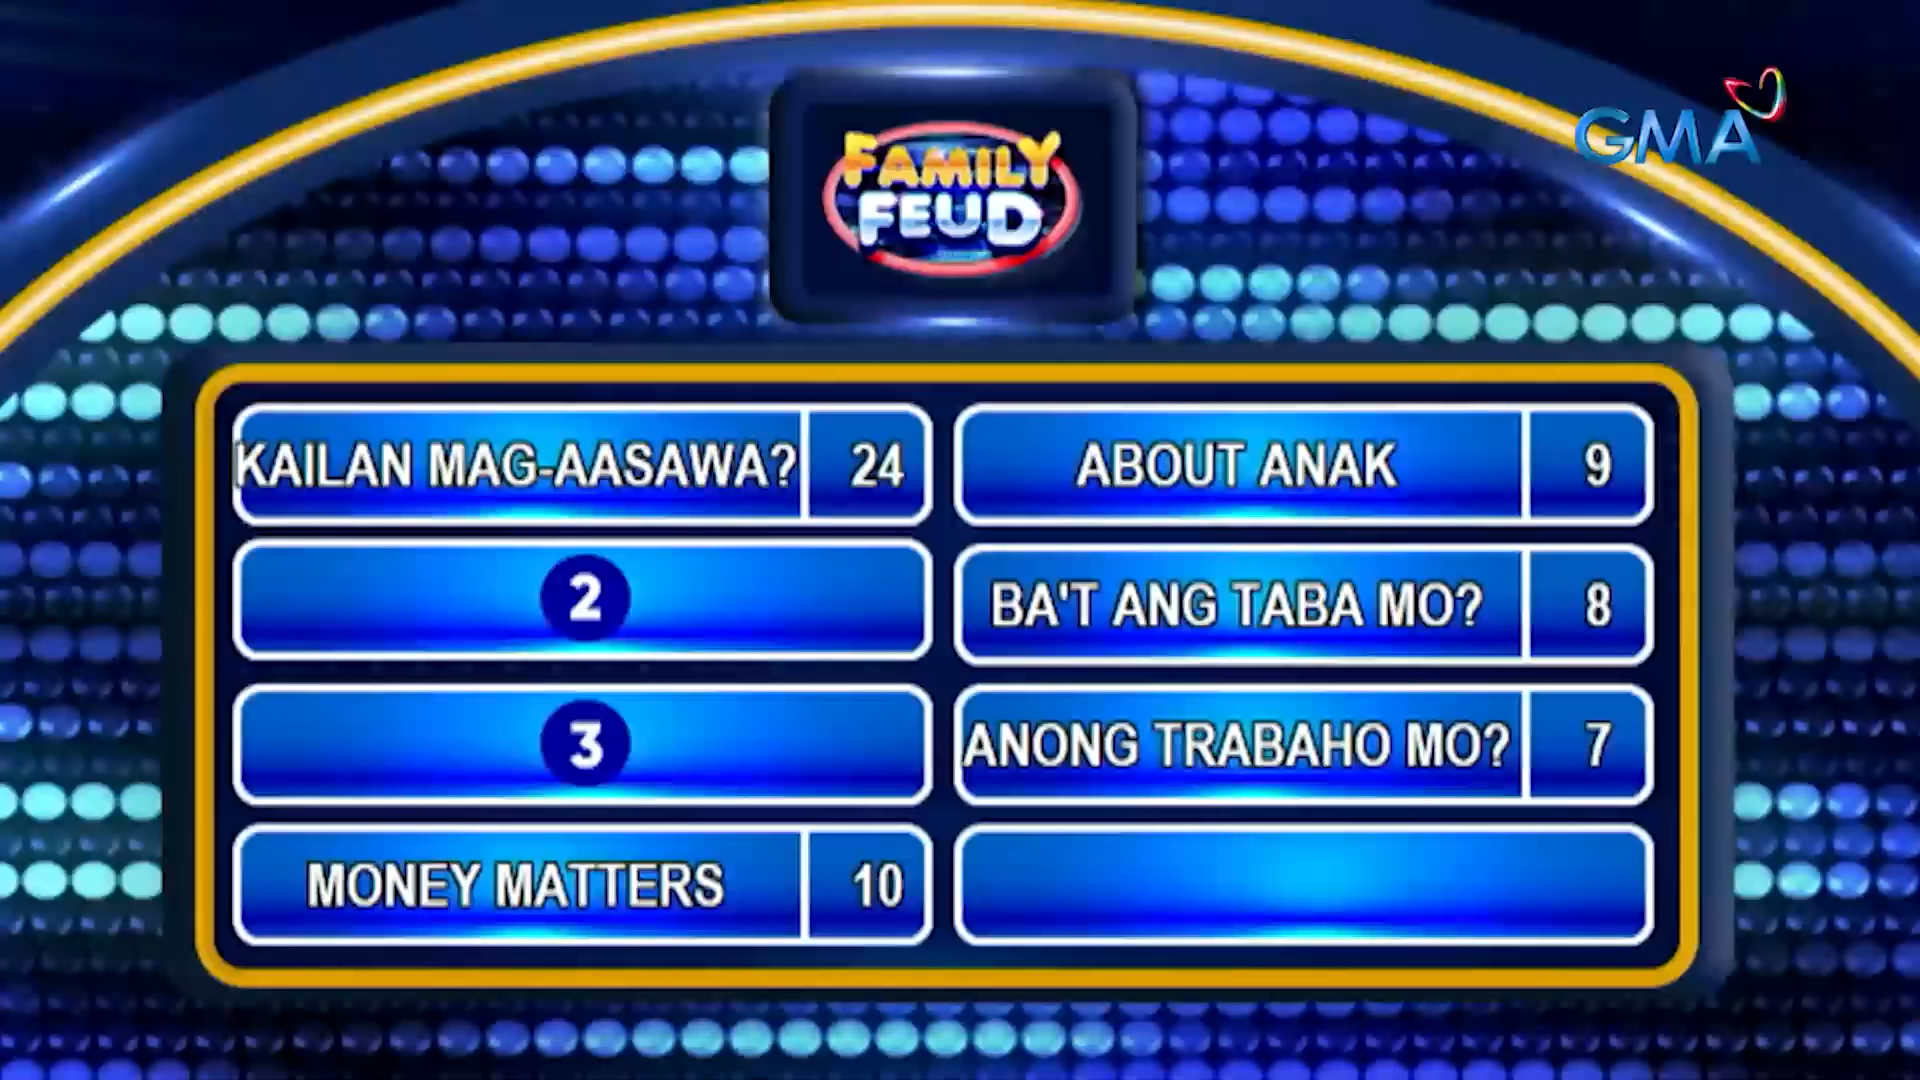 FAMILY
FEUD
GMA
KAILAN MAG-AASAWA? 24
2
3
MONEY MATTERS 10
ABOUT ANAK 9
BA'T ANG TABA MO? 8
ANONG TRABAHO MO? 7